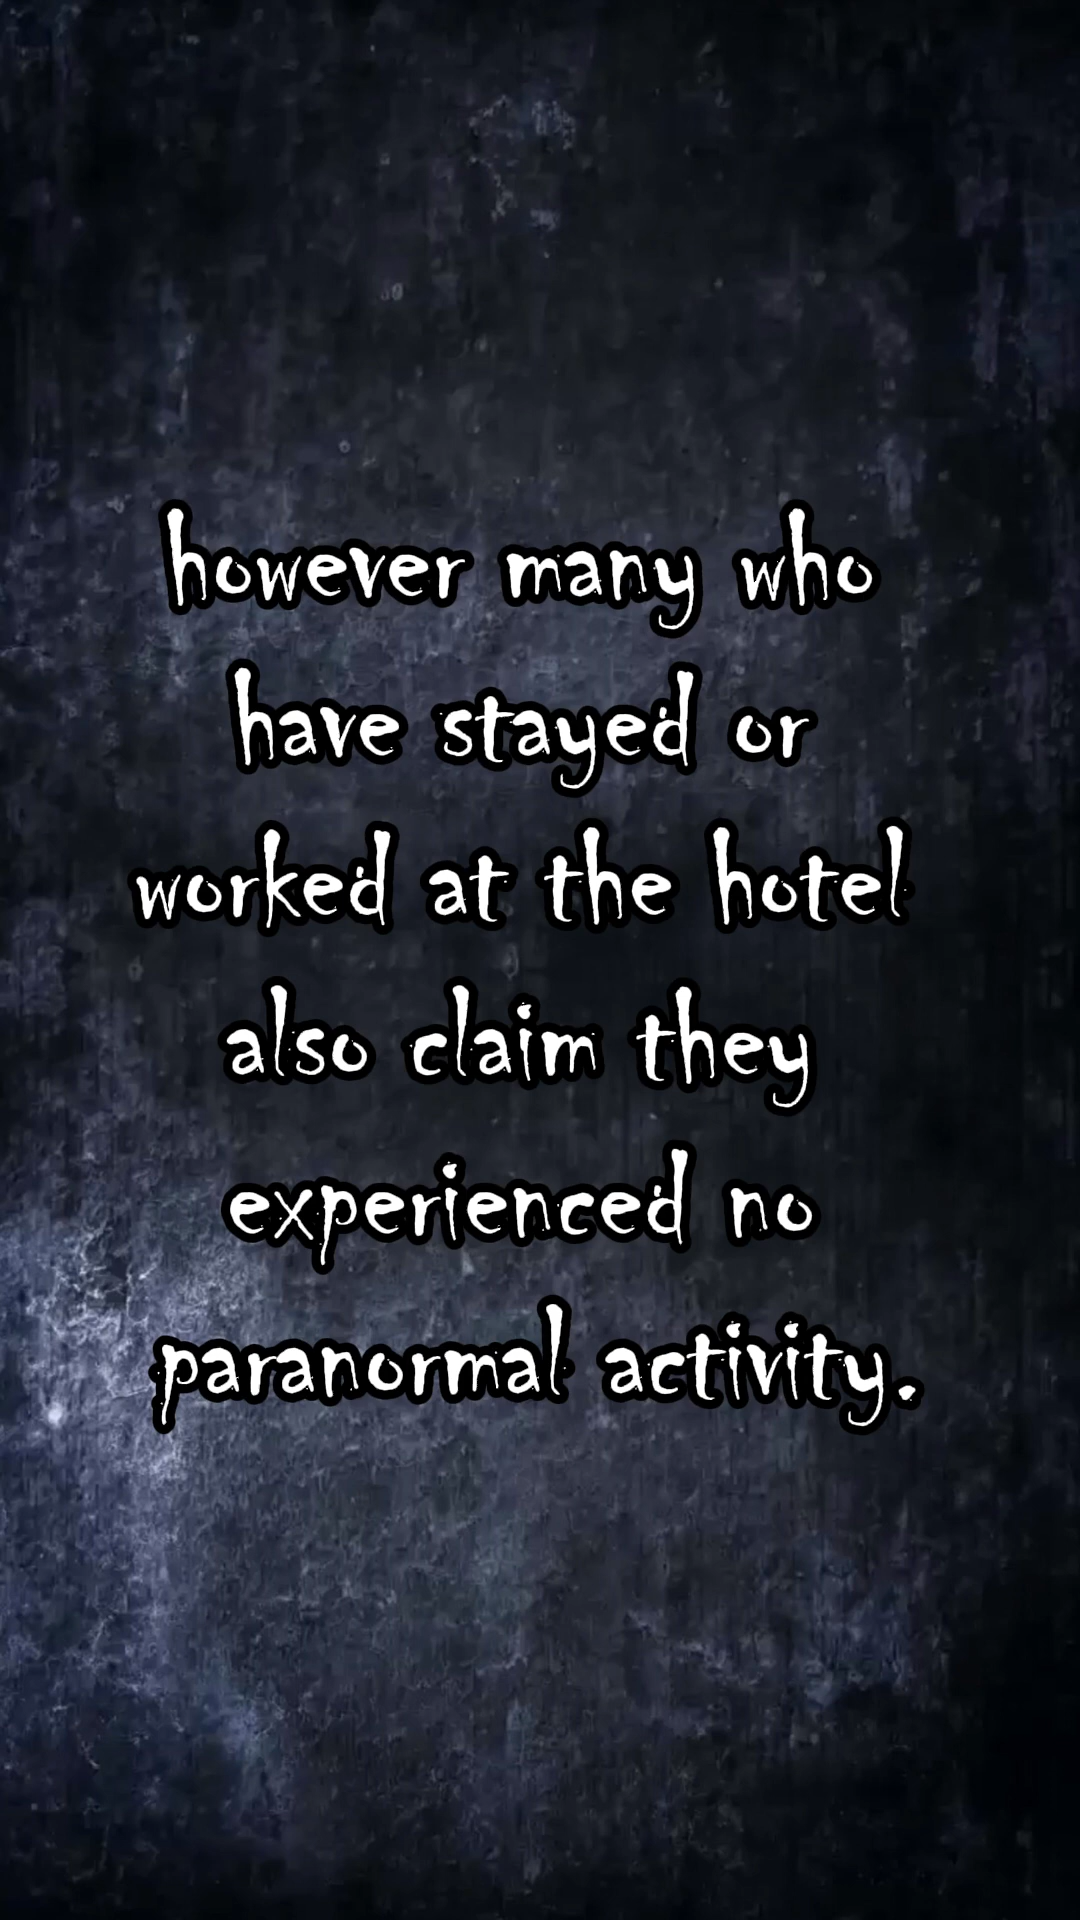 however many who
have stayed or
worked at the hotel
also claim they
experienced no
paranormal activity.